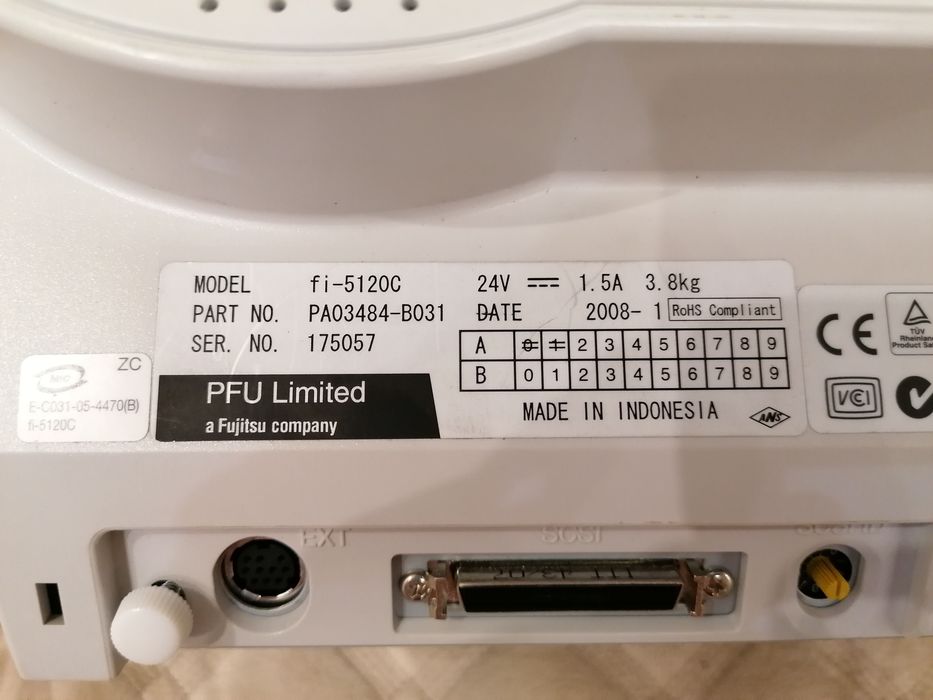 MODEL fi-5120C 24V ⎓ 1.5A 3.8kg
PART NO. PA03484-B031 DATE 2008- 1 RoHS Compliant
SER. NO. 175057
A 0 1 2 3 4 5 6 7 8 9
B 0 1 2 3 4 5 6 7 8 9
PFU Limited
a Fujitsu company
MADE IN INDONESIA
ANS
ZC
E-C031-05-4470(B)
fi-5120C
CE
TÜV
Rheinland
VCI
EXT
SCSI